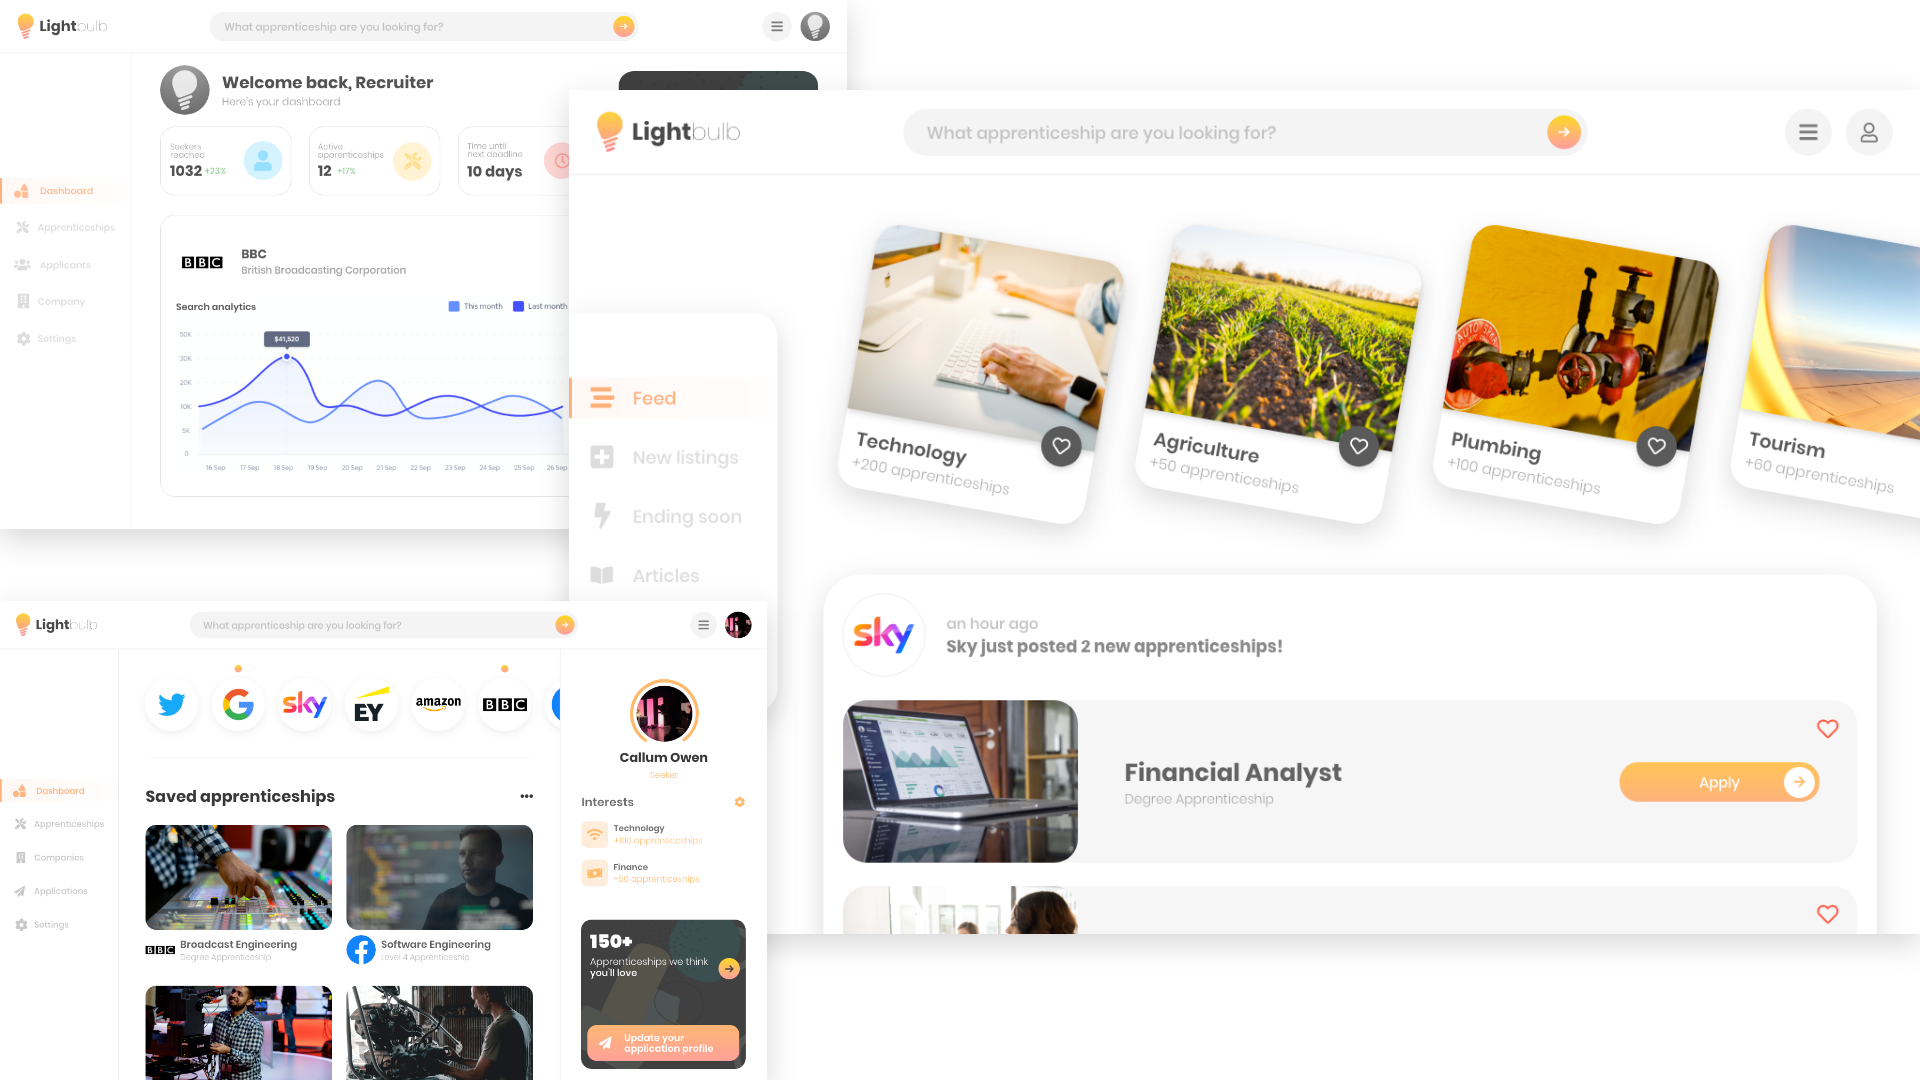 Lightbulb
What apprenticeship are you looking for?
Welcome back, Recruiter
Here's your dashboard
Dashboard
Apprenticeships
Applicants
Company
Settings
Seekers
reached
1032 +23%
Active
apprenticeships
12 +17%
Time until
next deadline
10 days
BBC
BBC
British Broadcasting Corporation
Search analytics
This month
Last month
$41,520
50K
30K
20K
10K
5K
0
16 Sep
17 Sep
18 Sep
19 Sep
20 Sep
21 Sep
22 Sep
23 Sep
24 Sep
25 Sep
26 Sep
Lightbulb
What apprenticeship are you looking for?
Feed
New listings
Ending soon
Articles
Technology
+200 apprenticeships
Agriculture
+50 apprenticeships
Plumbing
+100 apprenticeships
Tourism
+60 apprenticeships
sky
an hour ago
Sky just posted 2 new apprenticeships!
Financial Analyst
Degree Apprenticeship
Apply
Lightbulb
What apprenticeship are you looking for?
Dashboard
Apprenticeships
Companies
Applications
Settings
sky
EY
amazon
BBC
Saved apprenticeships
BBC
Broadcast Engineering
Degree Apprenticeship
Software Engineering
Level 4 Apprenticeship
Callum Owen
Seeker
Interests
Technology
+100 apprenticeships
Finance
+50 apprenticeships
150+
Apprenticeships we think
you'll love
Update your
application profile